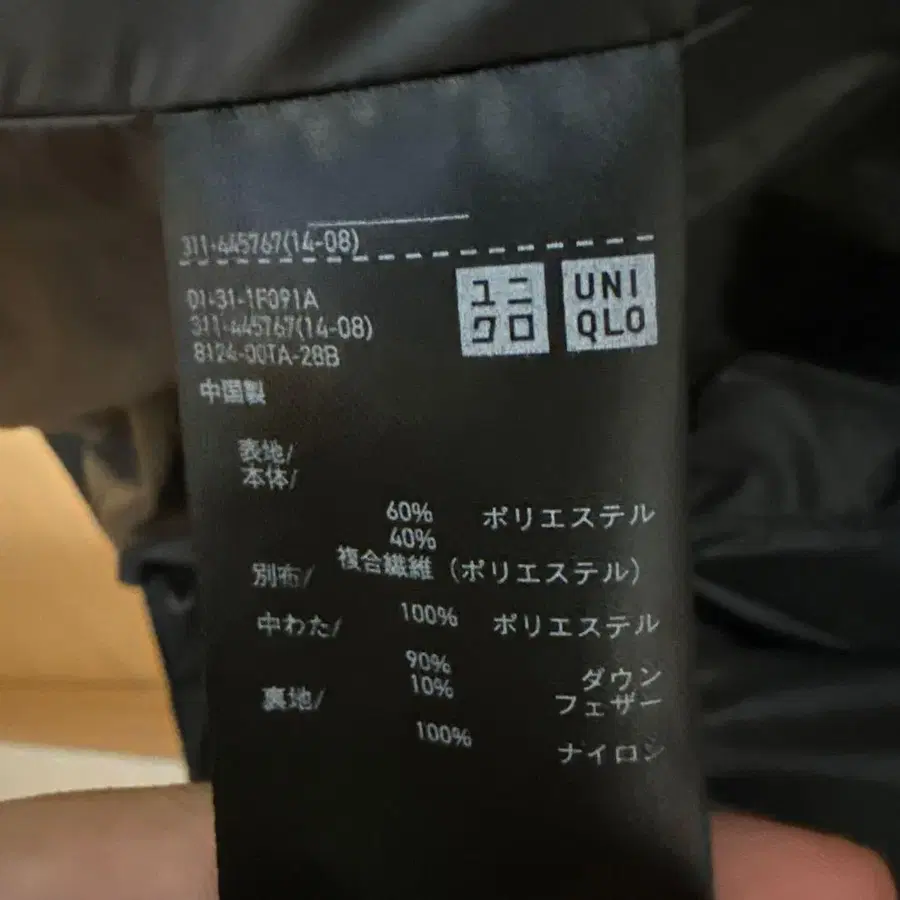 311-445767(14-08)
01-31-1F091A
311-445767(14-08)
8124-00TA-28B
中国製
ユニ
クロ
UNI
QLO
表地/
本体/
60% ポリエステル
40%
複合繊維(ポリエステル)
別布/
100% ポリエステル
中わた/
90% ダウン
10% フェザー
裏地/
100% ナイロン